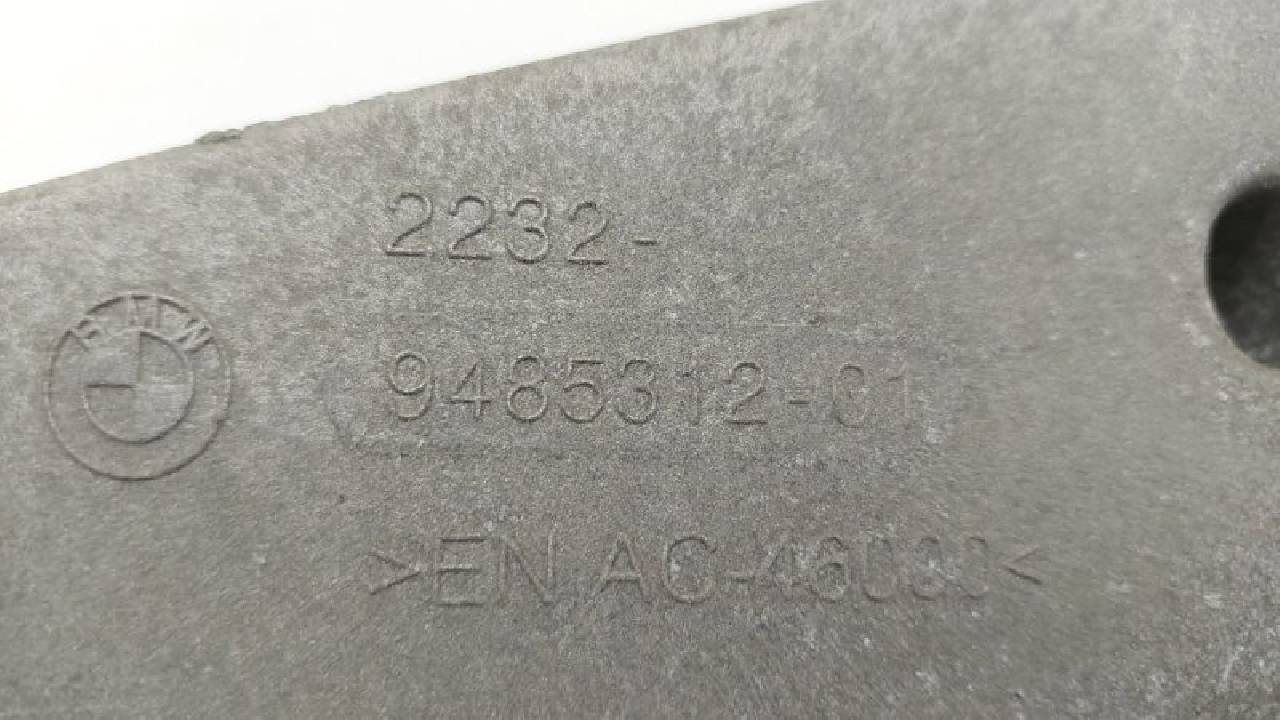 BMW
2232-
9485312-01
>EN AC-46000<